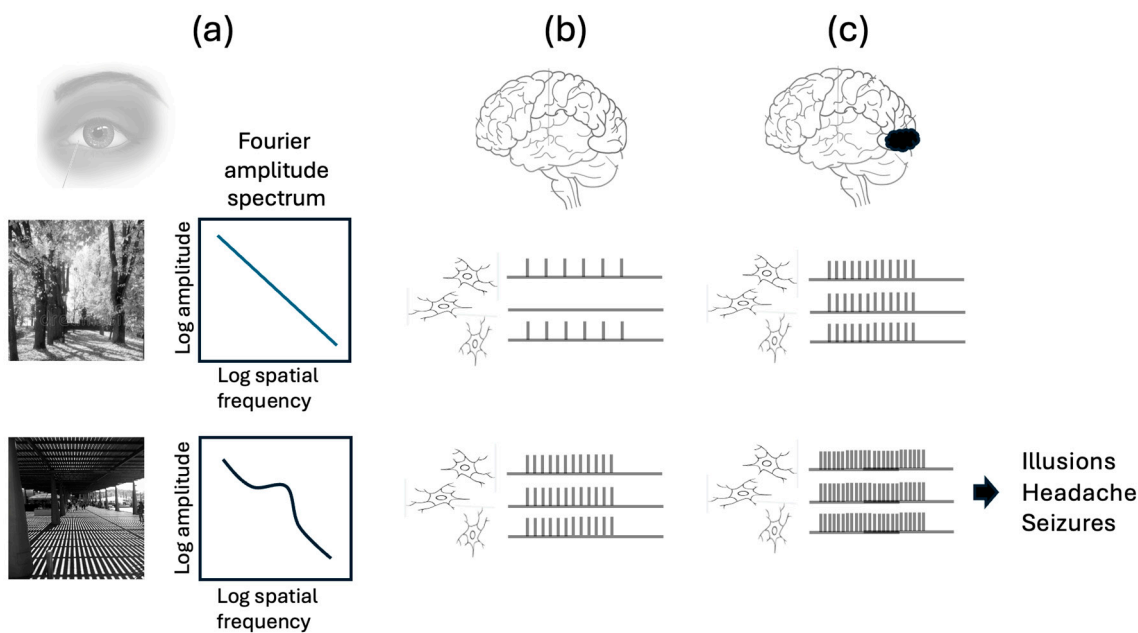 (a)
(b)
(c)
Fourier
amplitude
spectrum
Log amplitude
Log spatial
frequency
Log amplitude
Log spatial
frequency
Illusions
Headache
Seizures